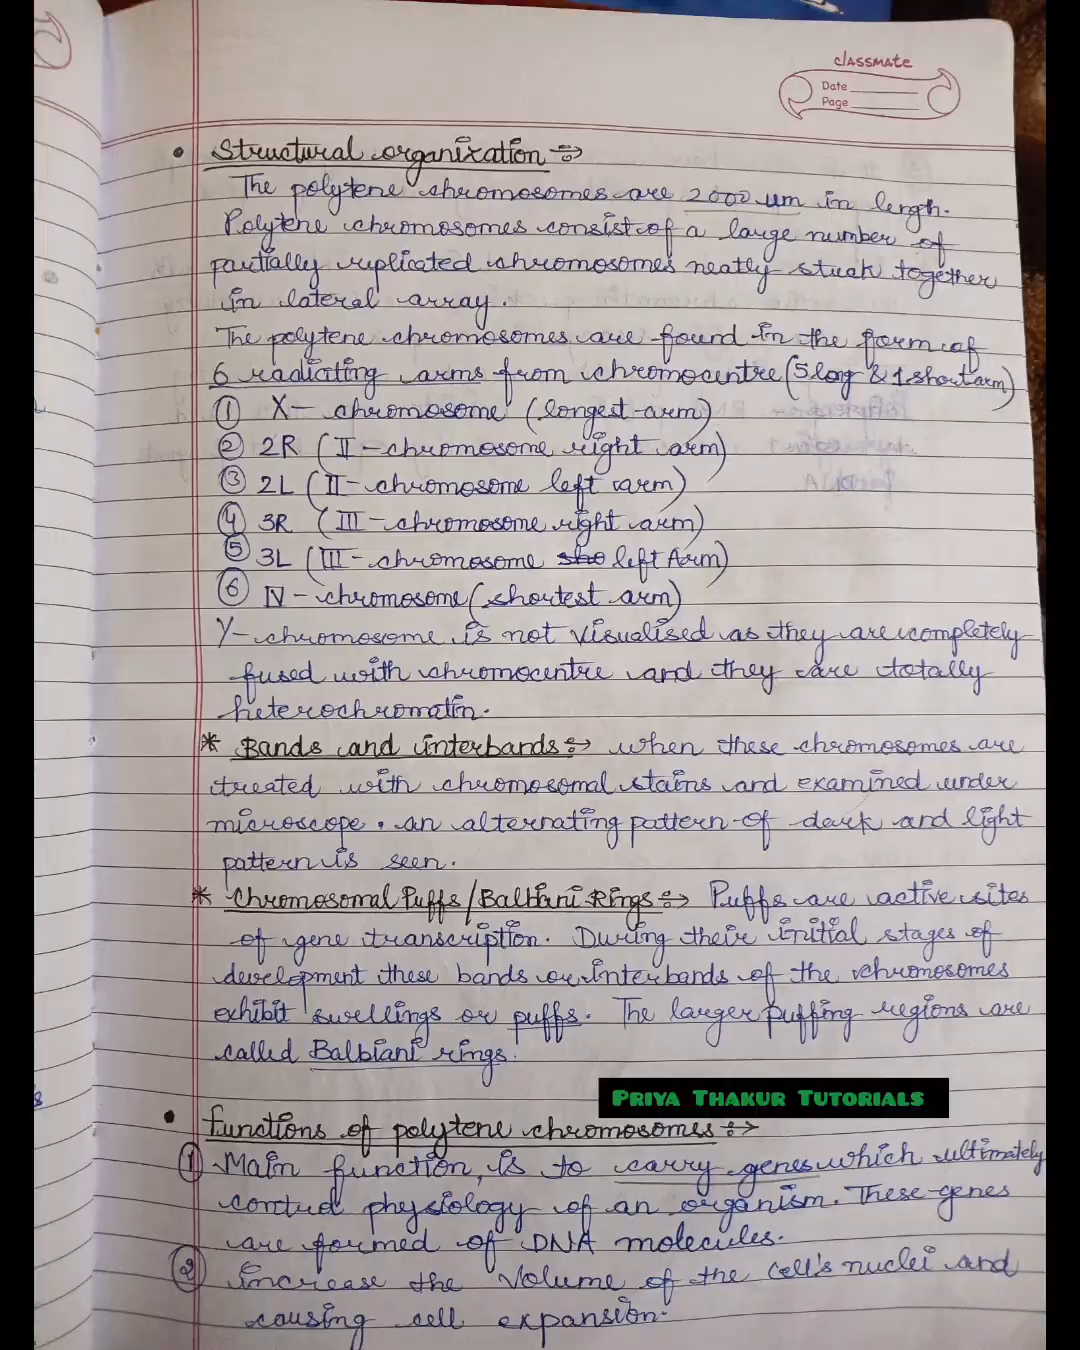 classmate
Date
Page
• Structural organization →
The polytene chromosomes are 2000 um in lengh.
Polytene chromosomes consist of a large number of
partially replicated chromosomes neatly stuck together
in lateral array.
The polytene chromosomes are found in the form of
6 radiating arms from chromocentre (5 long & 1 short arm)
① X- chromosome (longest arm)
② 2R (II-chromosome right arm)
③ 2L (II-chromosome left arm)
④ 3R (III-chromosome right arm)
⑤ 3L (III-chromosome left Arm)
⑥ IV-chromosome (shortest arm)
Y-chromosome is not visualised as they are completely
fused with chromocentre and they are totally
heterochromatin.
* Bands and interbands :→ when these chromosomes are
treated with chromosomal stains and examined under
microscope, an alternating pattern of dark and light
pattern is seen.
* Chromosomal Puffs/Balbiani Rings :→ Puffs are active sites
of gene transcription. During their initial stages of
development these bands or interbands of the chromosomes
exhibit swellings or puffs. The larger puffing regions are
called Balbiani rings.
PRIYA THAKUR TUTORIALS
• functions of polytene chromosomes :→
① Main function, is to carry genes which ultimately
physiology of an organism. These genes
are formed of DNA molecules.
② Increase the volume of the cell's nuclei and
causing cell expansion.